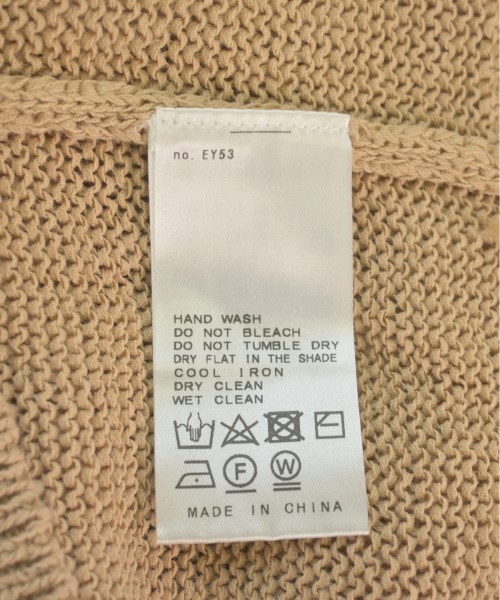 no. EY53
HAND WASH
DO NOT BLEACH
DO NOT TUMBLE DRY
DRY FLAT IN THE SHADE
COOL IRON
DRY CLEAN
WET CLEAN
F W
MADE IN CHINA